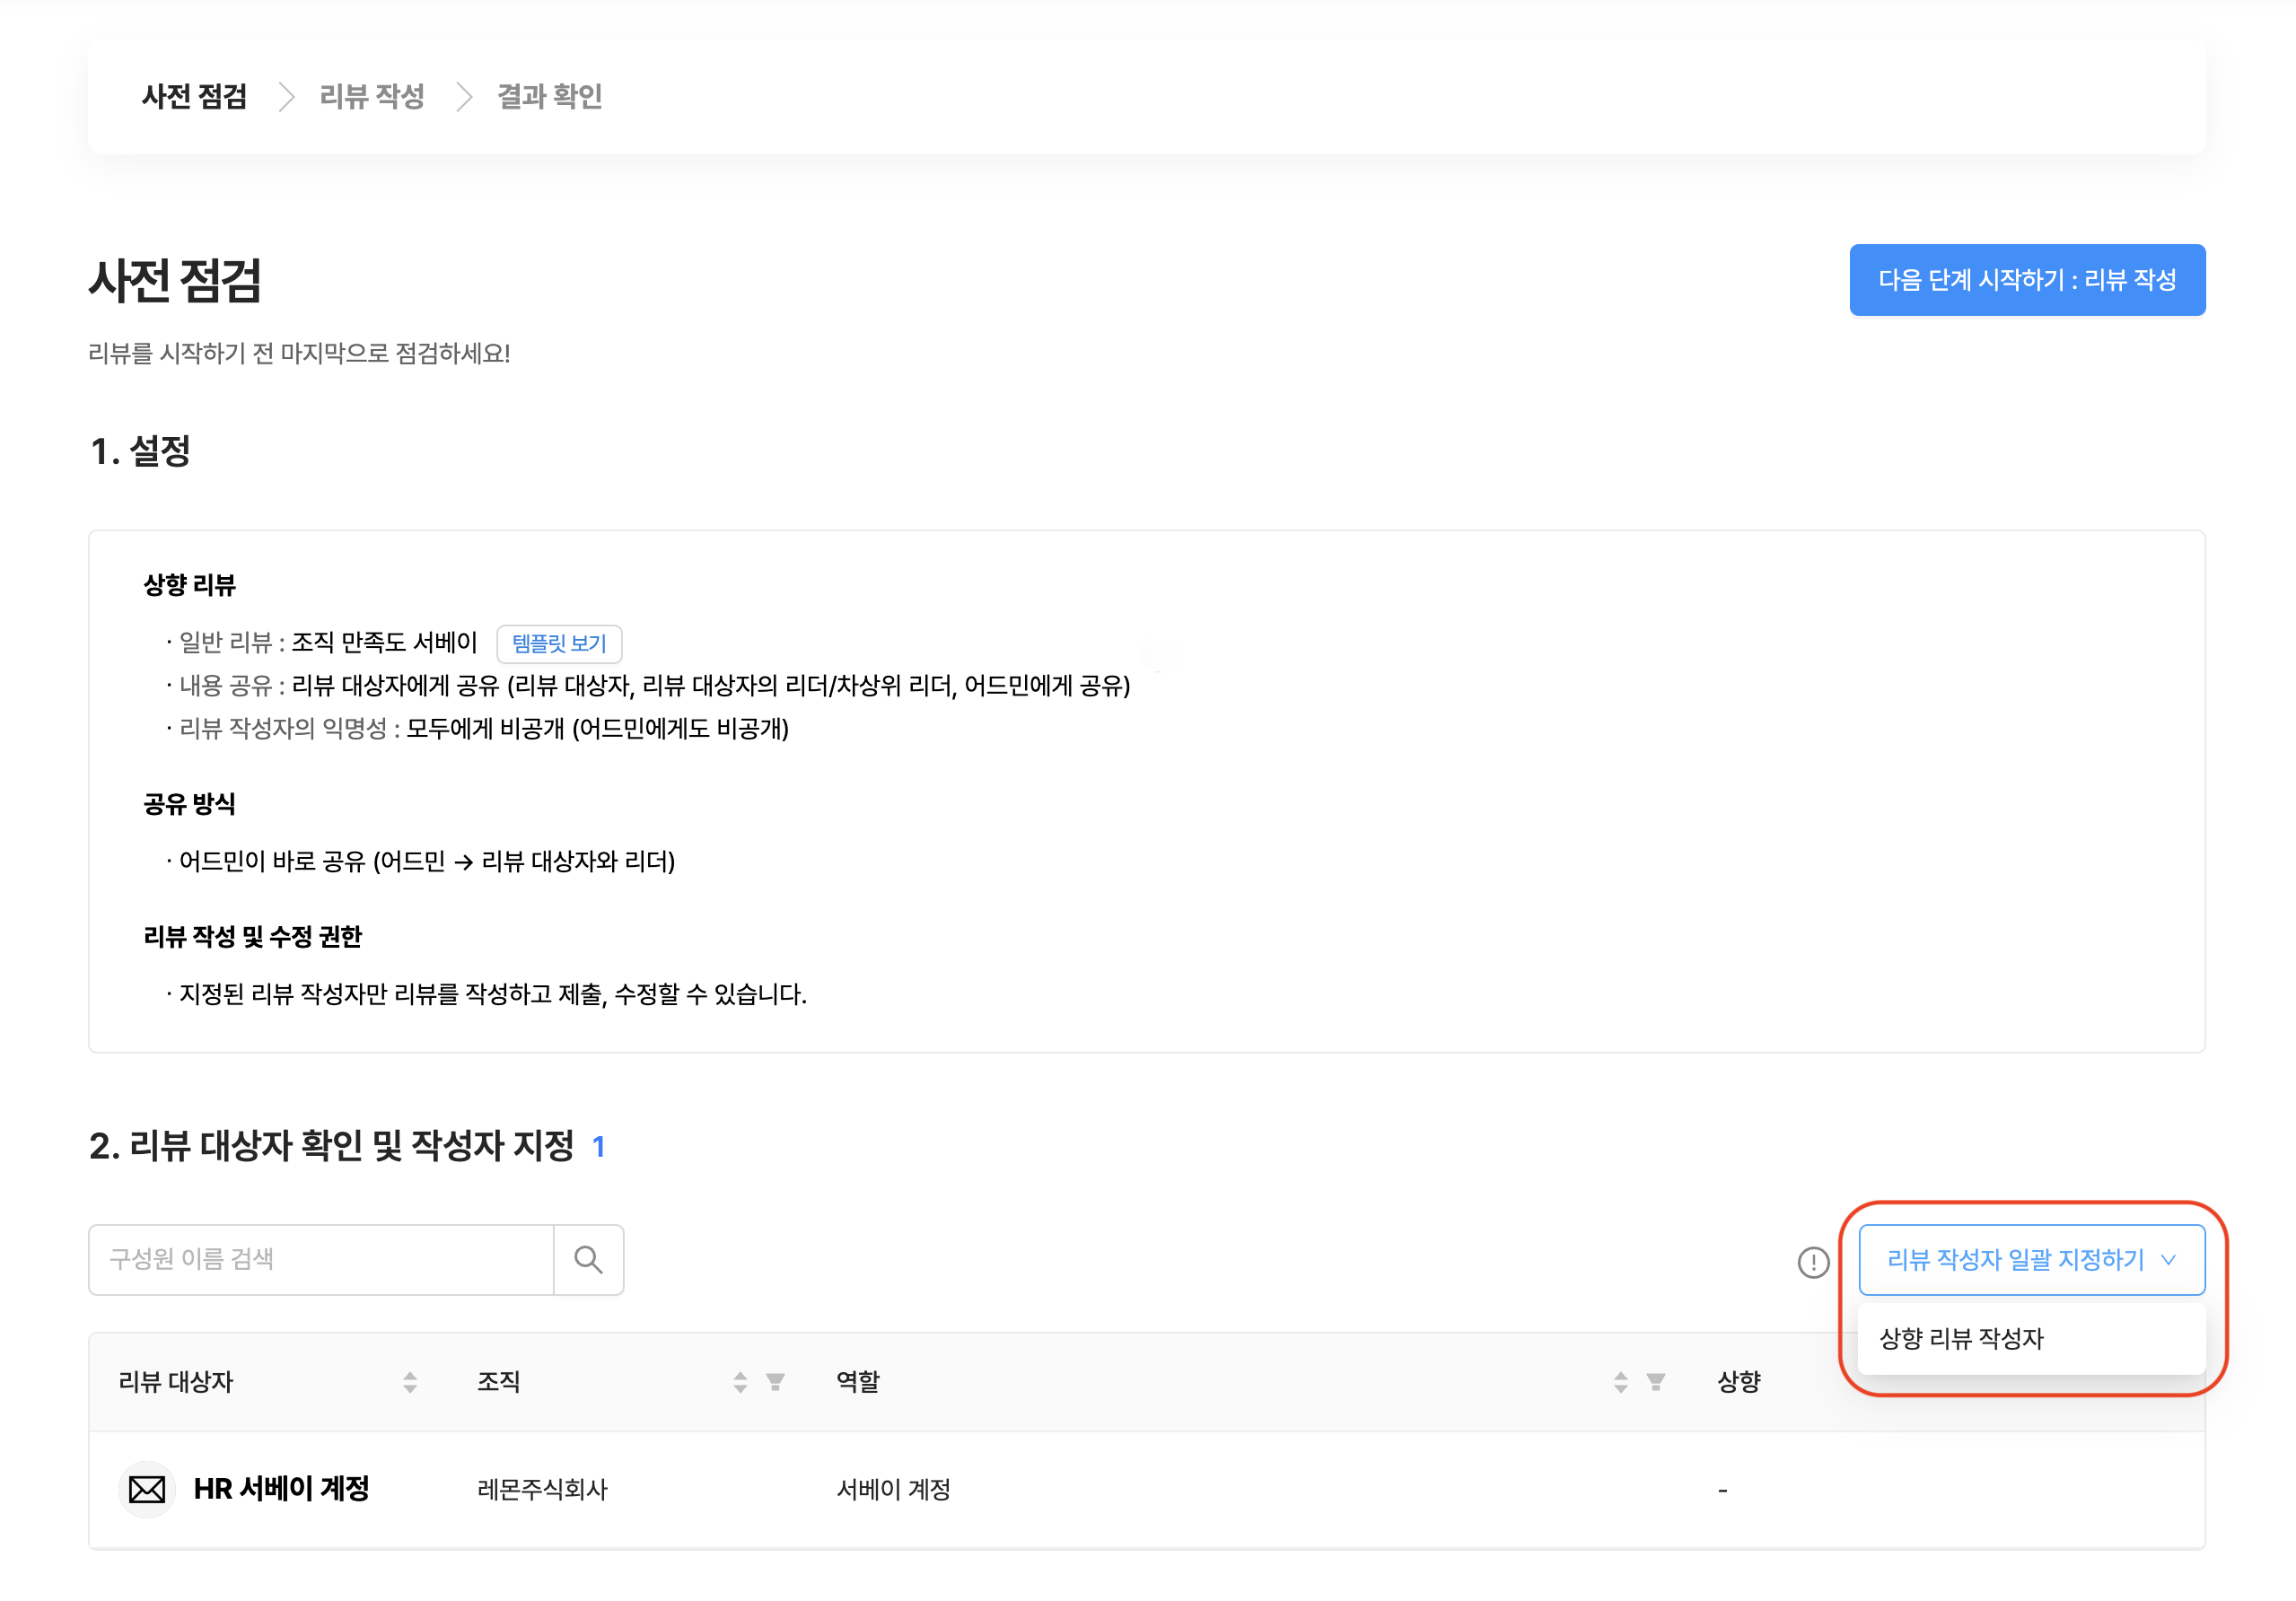 사전 점검 리뷰 작성 결과 확인
사전 점검
다음 단계 시작하기 : 리뷰 작성
리뷰를 시작하기 전 마지막으로 점검하세요!
1. 설정
상향 리뷰
· 일반 리뷰 : 조직 만족도 서베이 템플릿 보기
· 내용 공유 : 리뷰 대상자에게 공유 (리뷰 대상자, 리뷰 대상자의 리더/차상위 리더, 어드민에게 공유)
· 리뷰 작성자의 익명성 : 모두에게 비공개 (어드민에게도 비공개)
공유 방식
· 어드민이 바로 공유 (어드민 → 리뷰 대상자와 리더)
리뷰 작성 및 수정 권한
· 지정된 리뷰 작성자만 리뷰를 작성하고 제출, 수정할 수 있습니다.
2. 리뷰 대상자 확인 및 작성자 지정 1
구성원 이름 검색
리뷰 작성자 일괄 지정하기
상향 리뷰 작성자
리뷰 대상자 조직 역할 상향
HR 서베이 계정 레몬주식회사 서베이 계정 -